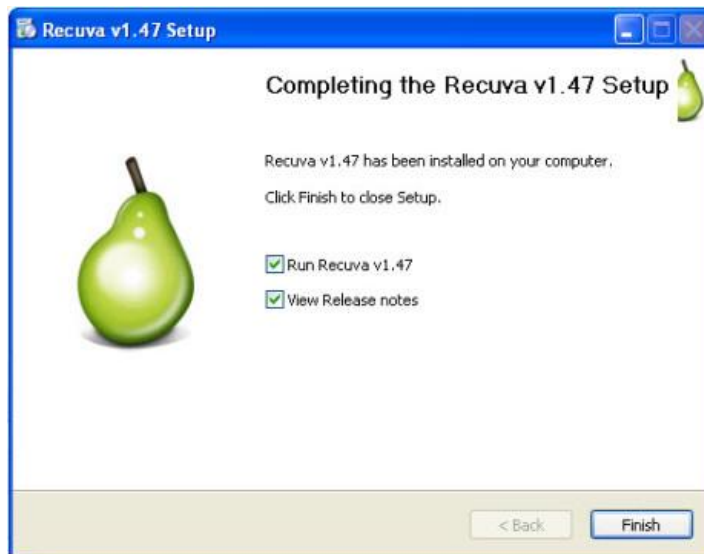 Recuva v1.47 Setup
Completing the Recuva v1.47 Setup
Recuva v1.47 has been installed on your computer.
Click Finish to close Setup.
Run Recuva v1.47
View Release notes
< Back
Finish